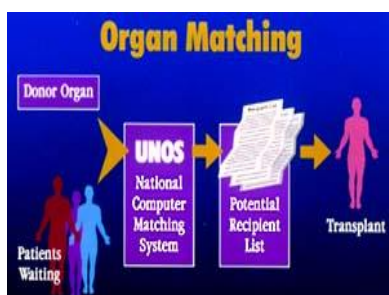 Organ Matching
Donor Organ
Patients
Waiting
UNOS
National
Computer
Matching
System
Potential
Recipient
List
Transplant